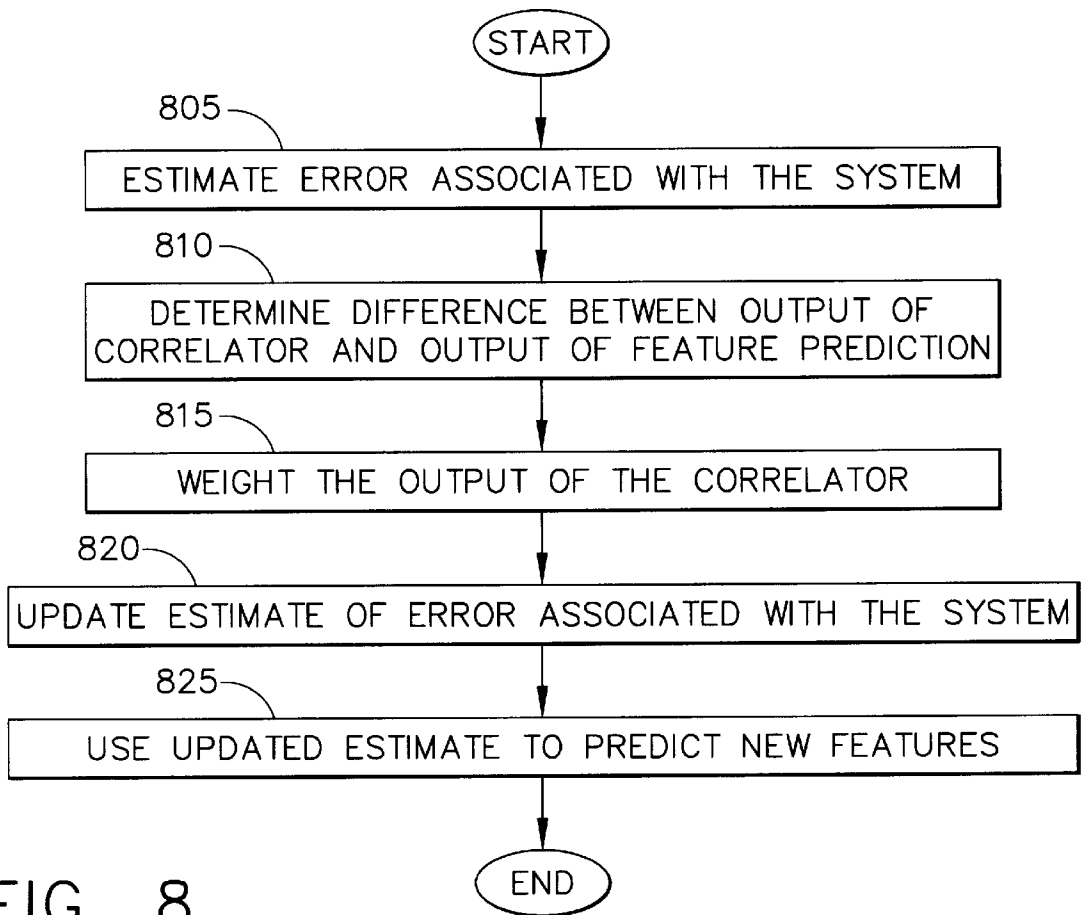 START
805
ESTIMATE ERROR ASSOCIATED WITH THE SYSTEM
810
DETERMINE DIFFERENCE BETWEEN OUTPUT OF
CORRELATOR AND OUTPUT OF FEATURE PREDICTION
815
WEIGHT THE OUTPUT OF THE CORRELATOR
820
UPDATE ESTIMATE OF ERROR ASSOCIATED WITH THE SYSTEM
825
USE UPDATED ESTIMATE TO PREDICT NEW FEATURES
END
FIG. 8